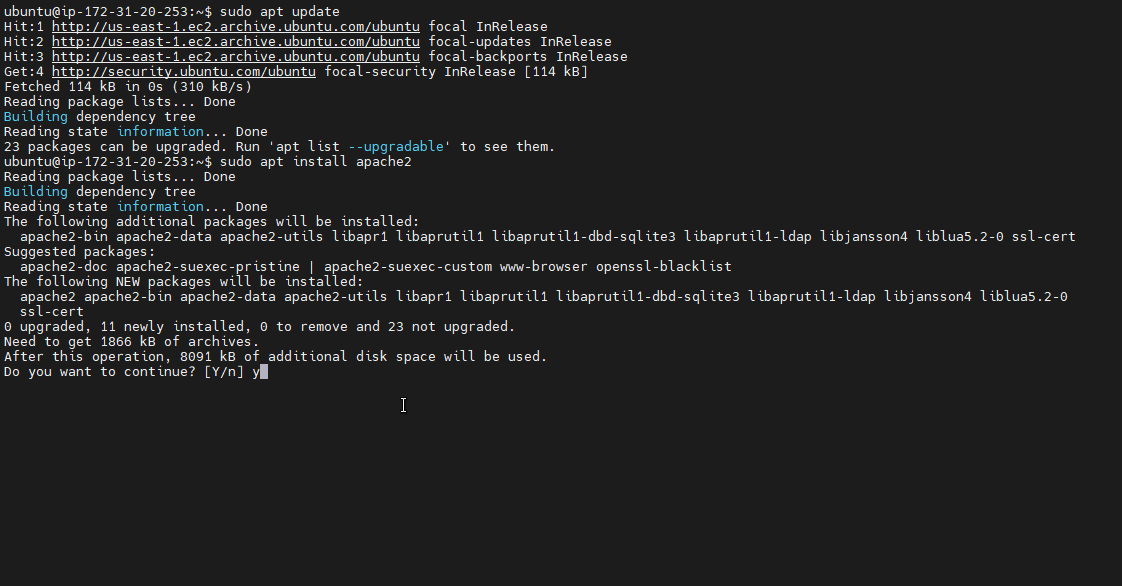 ubuntu@ip-172-31-20-253:~$ sudo apt update
Hit:1 http://us-east-1.ec2.archive.ubuntu.com/ubuntu focal InRelease
Hit:2 http://us-east-1.ec2.archive.ubuntu.com/ubuntu focal-updates InRelease
Hit:3 http://us-east-1.ec2.archive.ubuntu.com/ubuntu focal-backports InRelease
Get:4 http://security.ubuntu.com/ubuntu focal-security InRelease [114 kB]
Fetched 114 kB in 0s (310 kB/s)
Reading package lists... Done
Building dependency tree
Reading state information... Done
23 packages can be upgraded. Run 'apt list --upgradable' to see them.
ubuntu@ip-172-31-20-253:~$ sudo apt install apache2
Reading package lists... Done
Building dependency tree
Reading state information... Done
The following additional packages will be installed:
  apache2-bin apache2-data apache2-utils libapr1 libaprutil1 libaprutil1-dbd-sqlite3 libaprutil1-ldap libjansson4 liblua5.2-0 ssl-cert
Suggested packages:
  apache2-doc apache2-suexec-pristine | apache2-suexec-custom www-browser openssl-blacklist
The following NEW packages will be installed:
  apache2 apache2-bin apache2-data apache2-utils libapr1 libaprutil1 libaprutil1-dbd-sqlite3 libaprutil1-ldap libjansson4 liblua5.2-0
  ssl-cert
0 upgraded, 11 newly installed, 0 to remove and 23 not upgraded.
Need to get 1866 kB of archives.
After this operation, 8091 kB of additional disk space will be used.
Do you want to continue? [Y/n] y